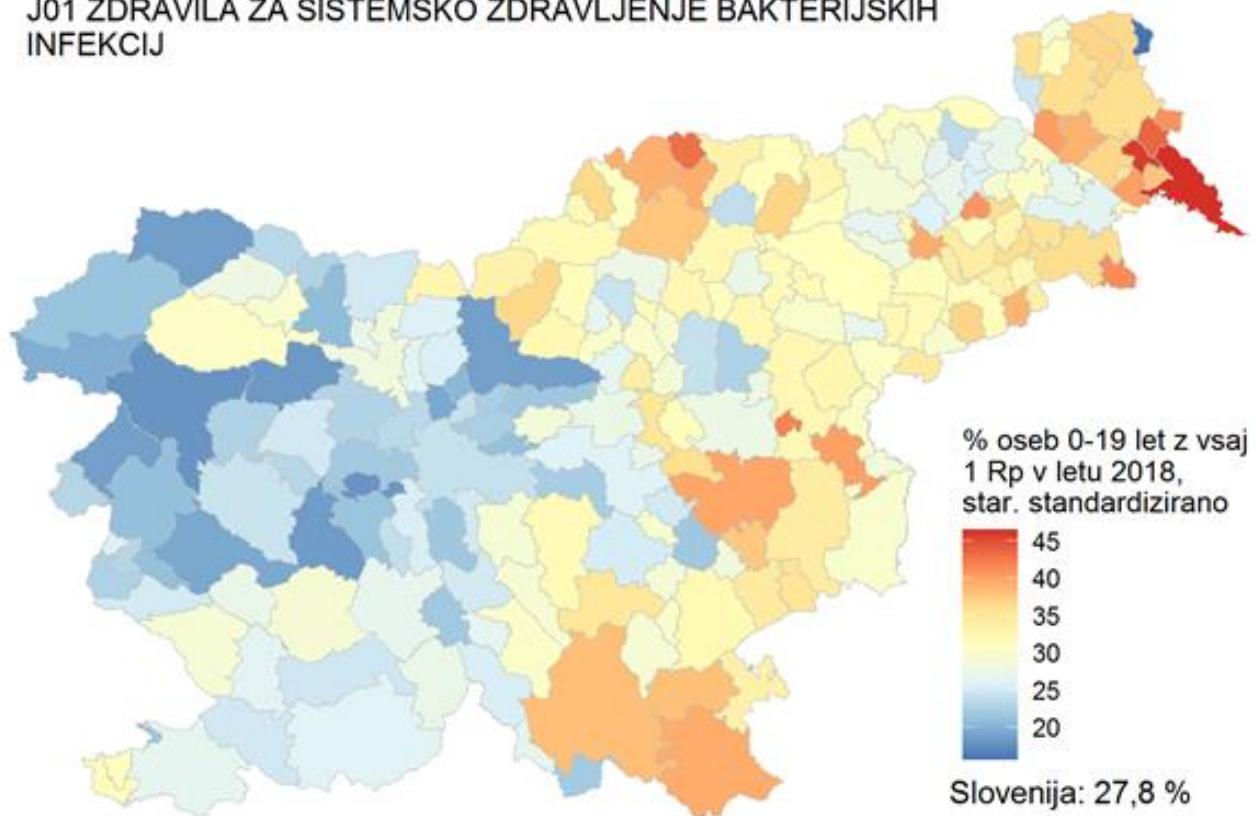 J01 ZDRAVILA ZA SISTEMSKO ZDRAVLJENJE BAKTERIJSKIH
INFEKCIJ
% oseb 0-19 let z vsaj
1 Rp v letu 2018,
star. standardizirano
45
40
35
30
25
20
Slovenija: 27,8 %